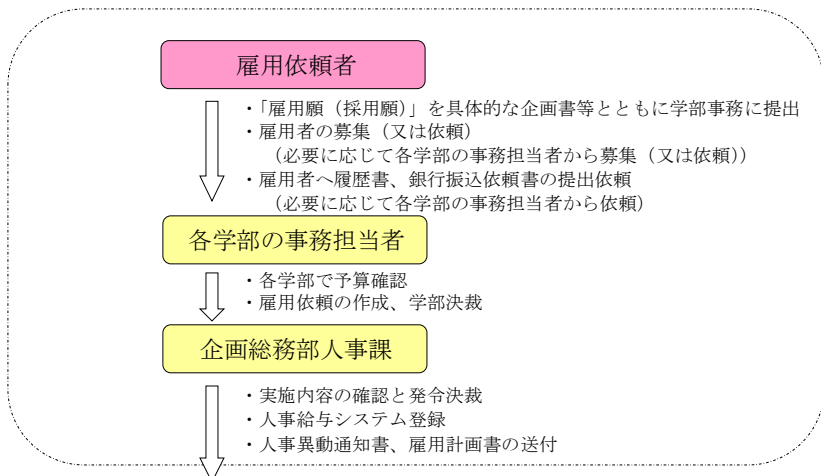 雇用依頼者
・「雇用願（採用願）」を具体的な企画書等とともに学部事務に提出
・雇用者の募集（又は依頼）
（必要に応じて各学部の事務担当者から募集（又は依頼））
・雇用者へ履歴書、銀行振込依頼書の提出依頼
（必要に応じて各学部の事務担当者から依頼）
各学部の事務担当者
・各学部で予算確認
・雇用依頼の作成、学部決裁
企画総務部人事課
・実施内容の確認と発令決裁
・人事給与システム登録
・人事異動通知書、雇用計画書の送付